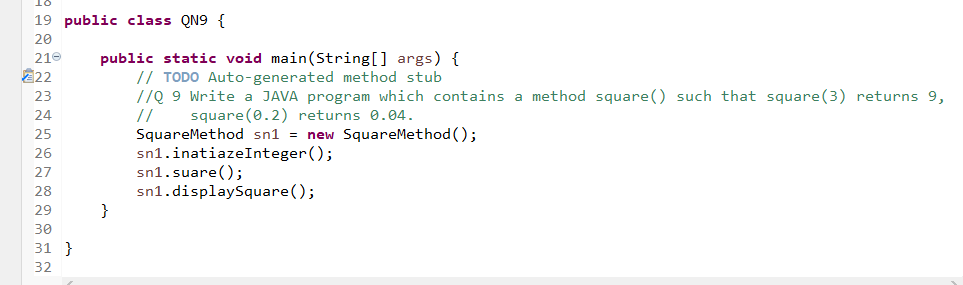 18
19 public class QN9 {
20
21 public static void main(String[] args) {
22 // TODO Auto-generated method stub
23 //Q 9 Write a JAVA program which contains a method square() such that square(3) returns 9,
24 // square(0.2) returns 0.04.
25 SquareMethod sn1 = new SquareMethod();
26 sn1.inatiazeInteger();
27 sn1.suare();
28 sn1.displaySquare();
29 }
30
31 }
32